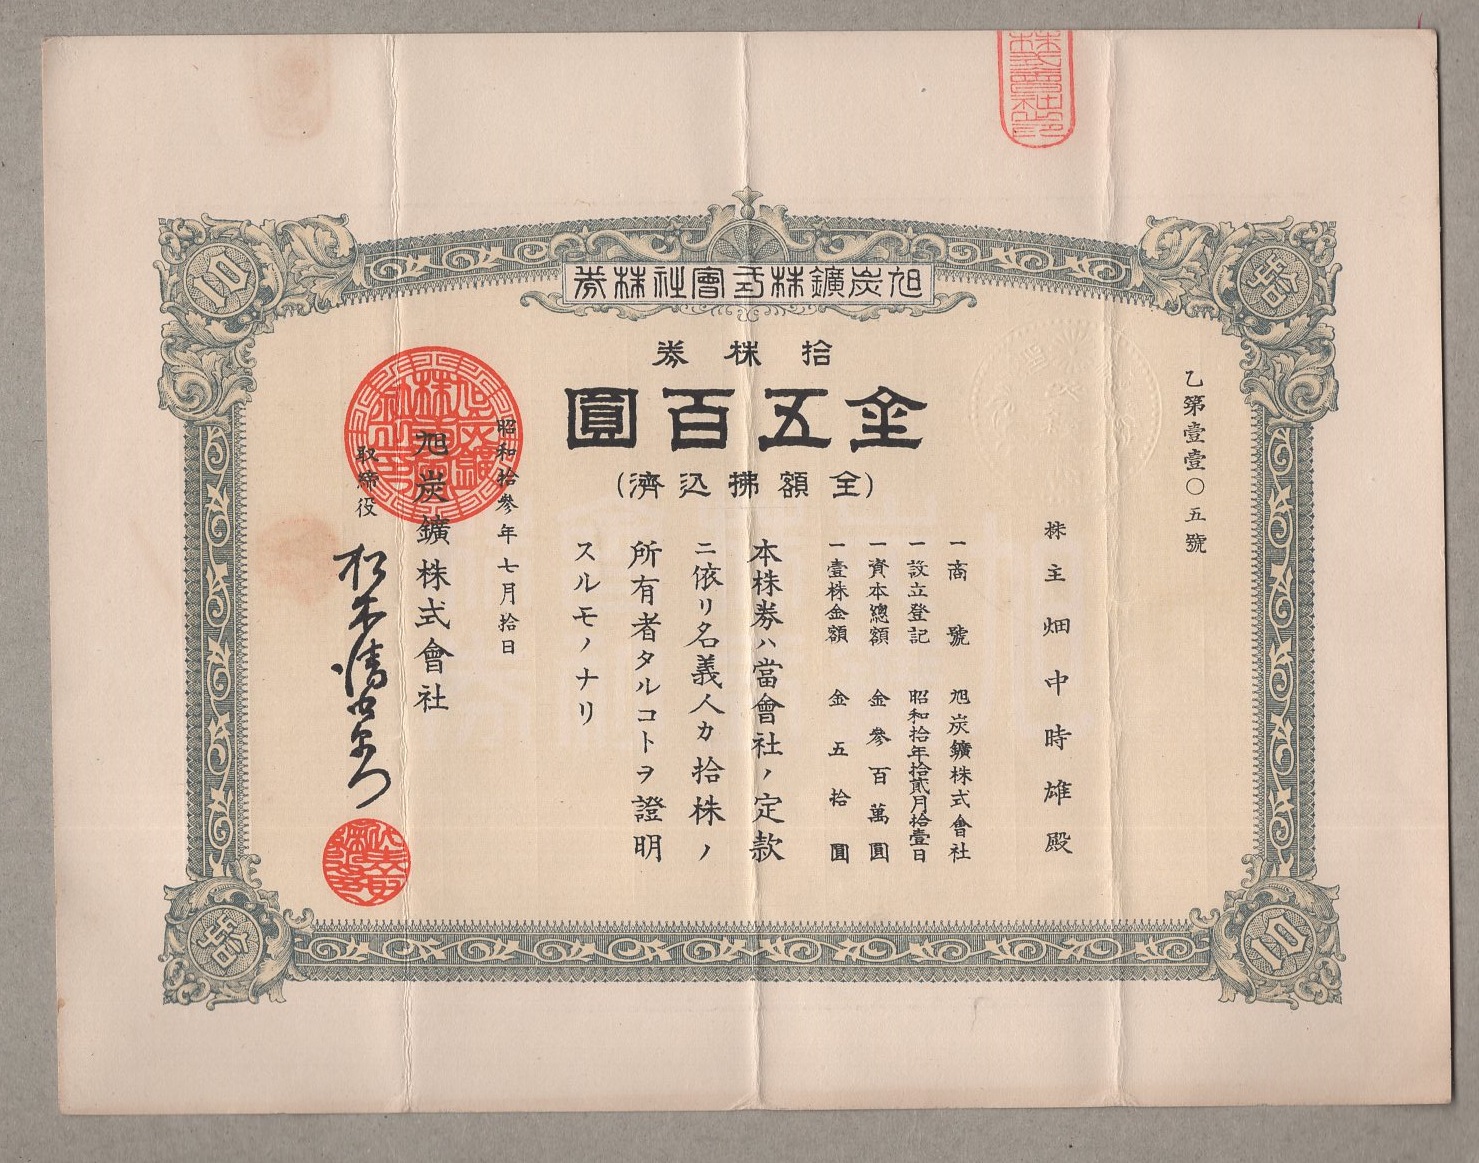 旭炭鑛株式會社株券
拾株券
金五百圓
(全額拂込濟)
乙第壹壹〇五號
株主 畑中時雄殿
一商號 旭炭鑛株式會社
一設立登記 昭和拾年拾貳月拾壹日
一資本總額 金參百萬圓
一壹株金額 金五拾圓
本株券ハ當會社ノ定款
ニ依リ名義人カ拾株ノ
所有者タルコトヲ證明
スルモノナリ
昭和拾參年七月拾日
旭炭鑛株式會社
取締役
10
拾
拾
10